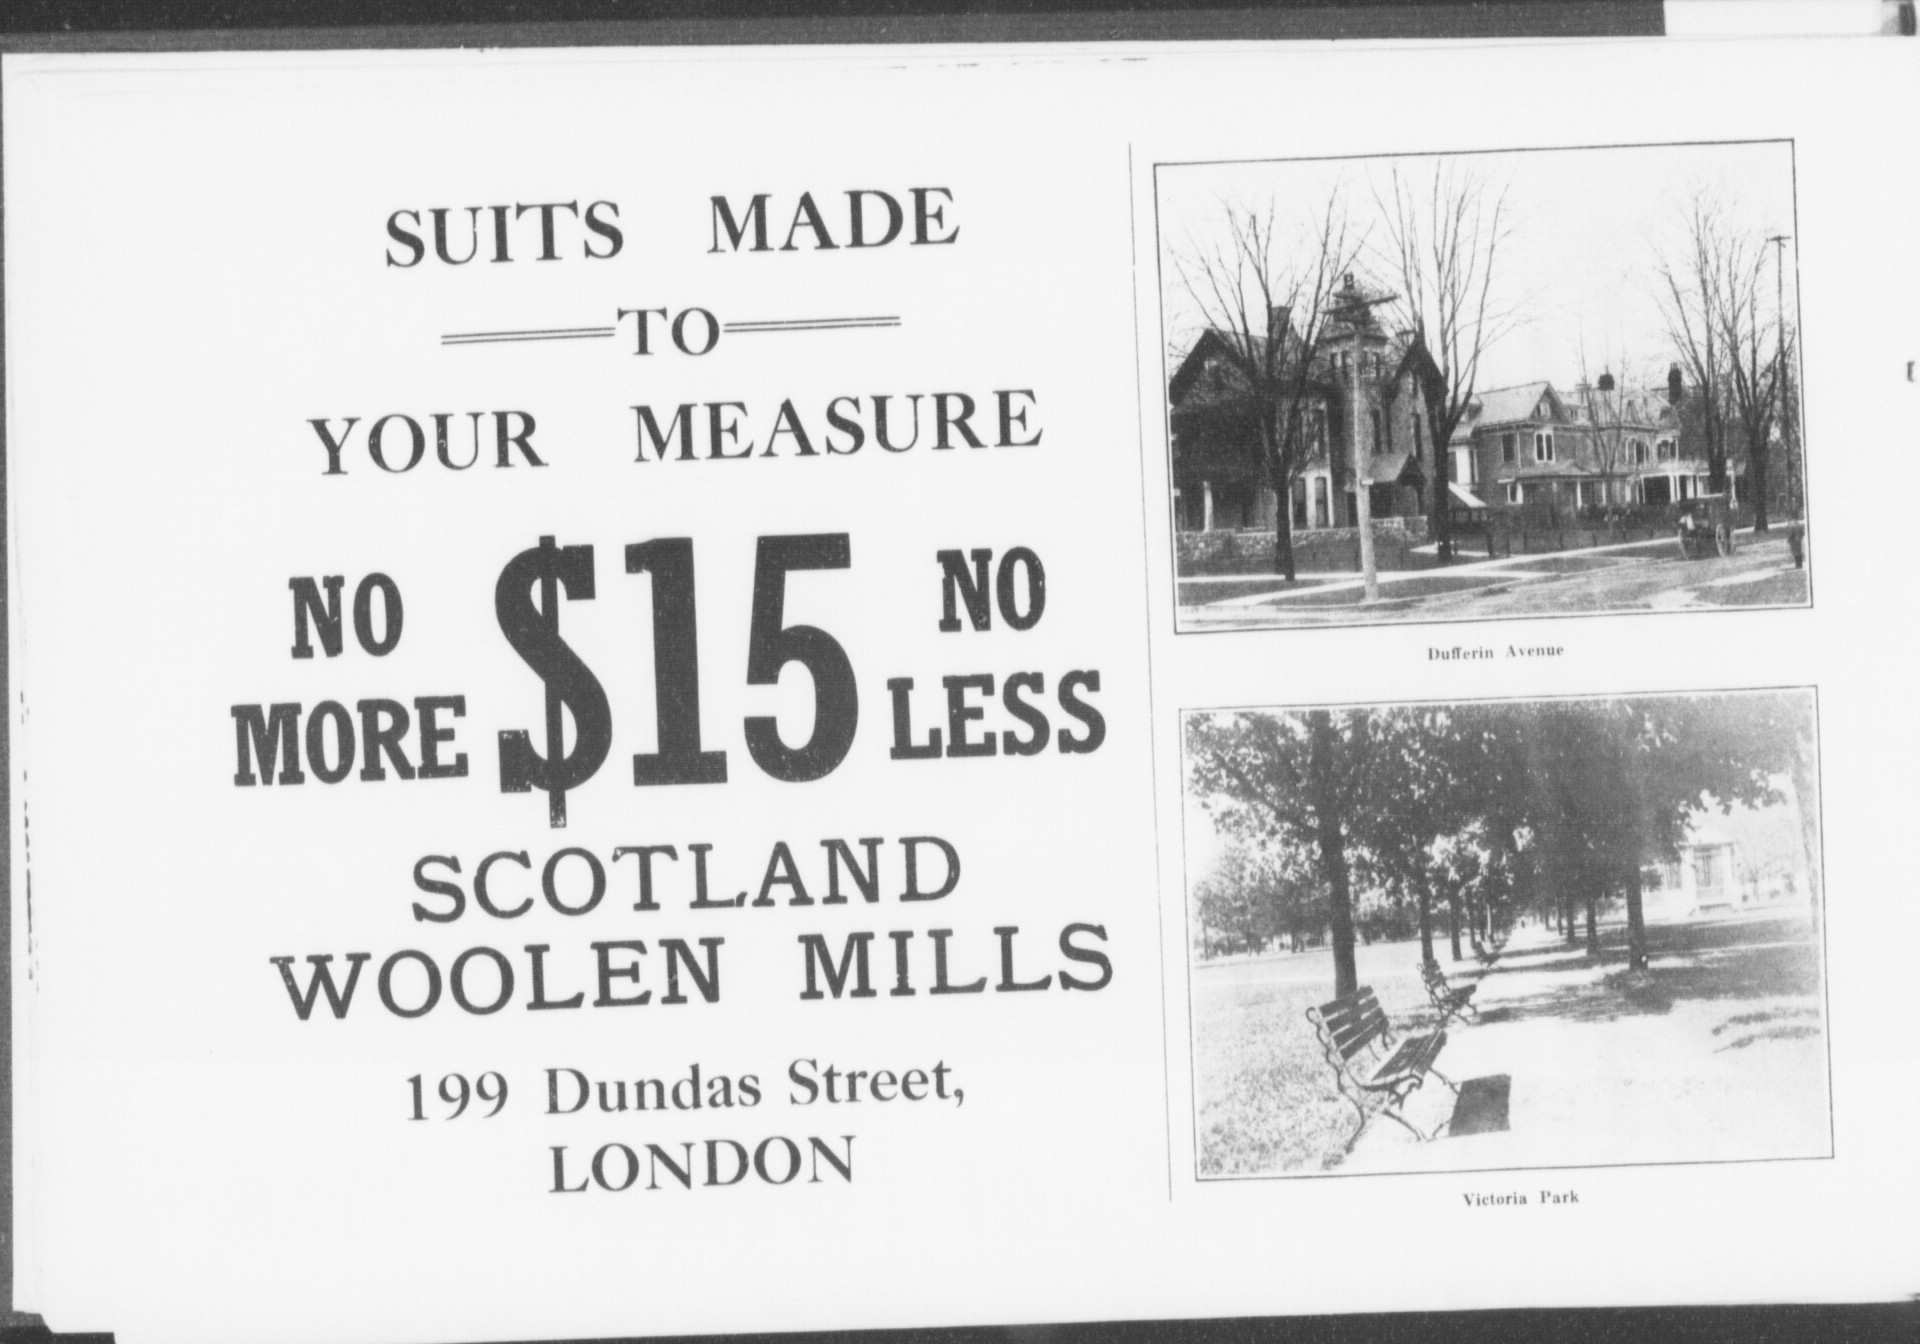 SUITS MADE
TO
YOUR MEASURE
NO MORE $15 NO LESS
SCOTLAND
WOOLEN MILLS
199 Dundas Street,
LONDON
Dufferin Avenue
Victoria Park